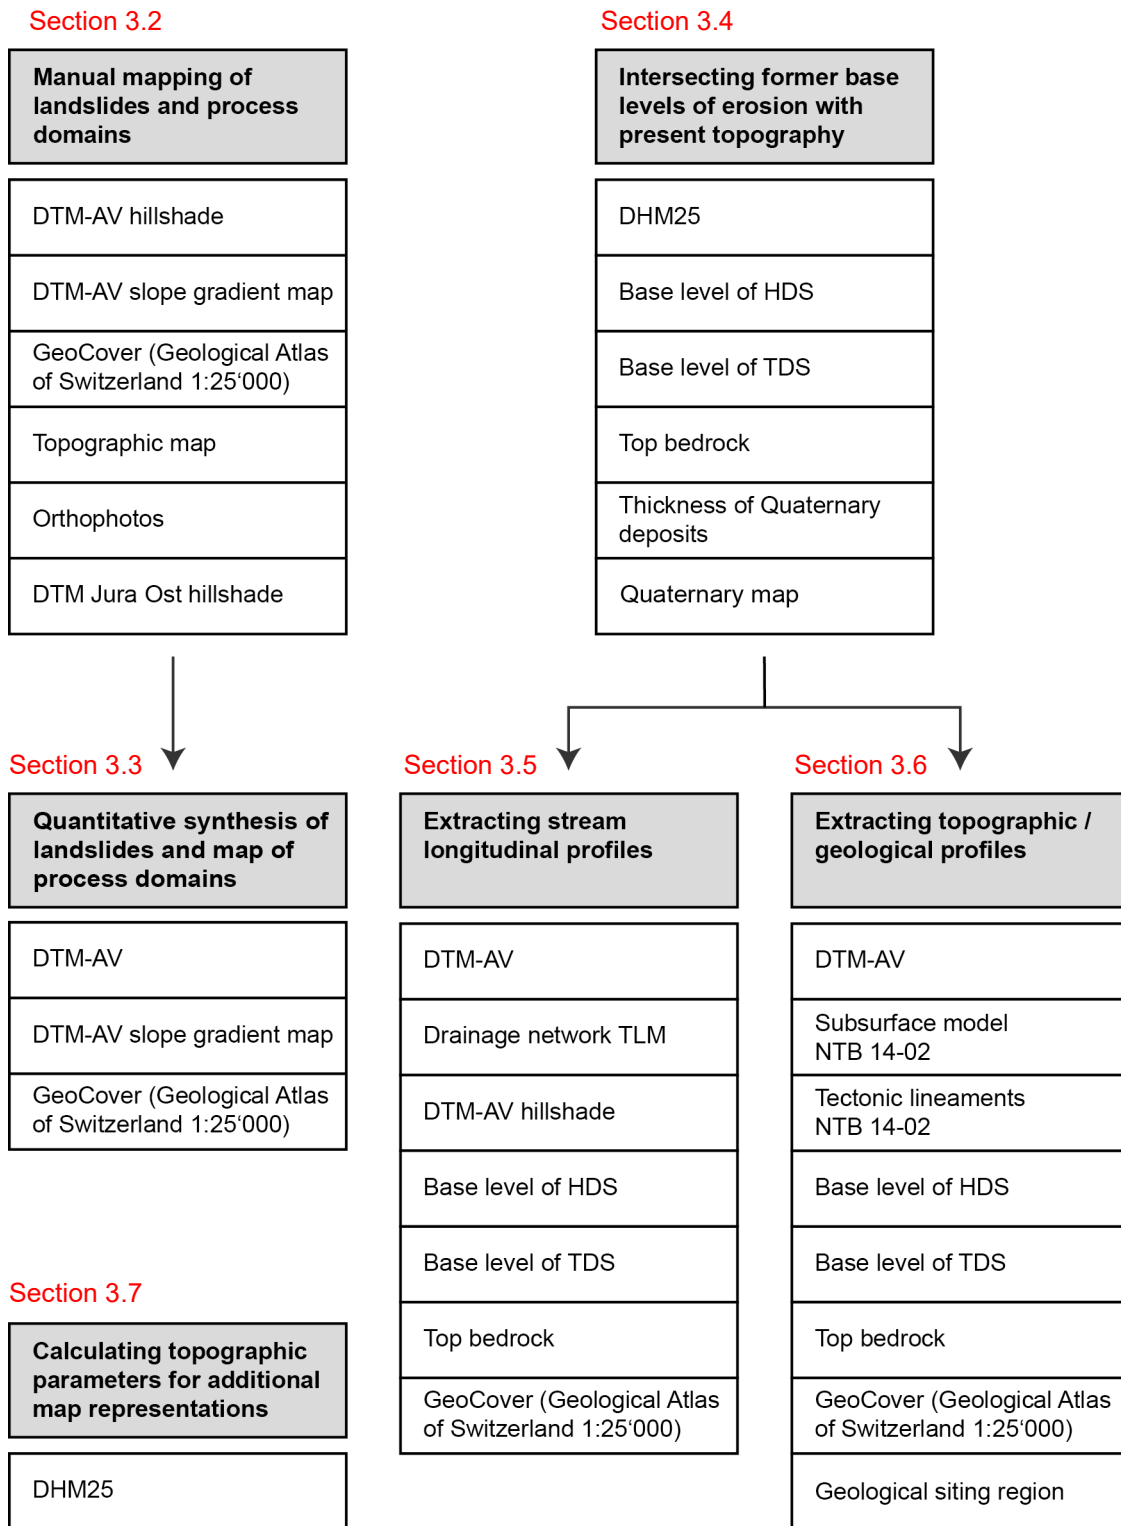 Section 3.2
Manual mapping of
landslides and process
domains
DTM-AV hillshade
DTM-AV slope gradient map
GeoCover (Geological Atlas
of Switzerland 1:25‘000)
Topographic map
Orthophotos
DTM Jura Ost hillshade
Section 3.4
Intersecting former base
levels of erosion with
present topography
DHM25
Base level of HDS
Base level of TDS
Top bedrock
Thickness of Quaternary
deposits
Quaternary map
Section 3.3
Quantitative synthesis of
landslides and map of
process domains
DTM-AV
DTM-AV slope gradient map
GeoCover (Geological Atlas
of Switzerland 1:25‘000)
Section 3.5
Extracting stream
longitudinal profiles
DTM-AV
Drainage network TLM
DTM-AV hillshade
Base level of HDS
Base level of TDS
Top bedrock
GeoCover (Geological Atlas
of Switzerland 1:25‘000)
Section 3.6
Extracting topographic /
geological profiles
DTM-AV
Subsurface model
NTB 14-02
Tectonic lineaments
NTB 14-02
Base level of HDS
Base level of TDS
Top bedrock
GeoCover (Geological Atlas
of Switzerland 1:25‘000)
Geological siting region
Section 3.7
Calculating topographic
parameters for additional
map representations
DHM25